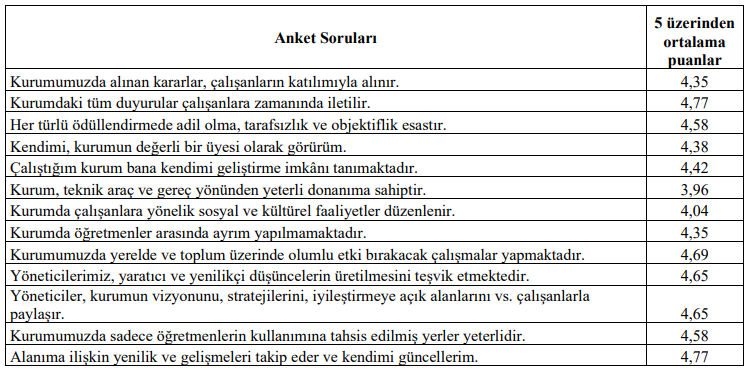 Anket Soruları
5 üzerinden
ortalama
puanlar
Kurumumuzda alınan kararlar, çalışanların katılımıyla alınır. 4,35
Kurumdaki tüm duyurular çalışanlara zamanında iletilir. 4,77
Her türlü ödüllendirmede adil olma, tarafsızlık ve objektiflik esastır. 4,58
Kendimi, kurumun değerli bir üyesi olarak görürüm. 4,38
Çalıştığım kurum bana kendimi geliştirme imkânı tanımaktadır. 4,42
Kurum, teknik araç ve gereç yönünden yeterli donanıma sahiptir. 3,96
Kurumda çalışanlara yönelik sosyal ve kültürel faaliyetler düzenlenir. 4,04
Kurumda öğretmenler arasında ayrım yapılmamaktadır. 4,35
Kurumumuzda yerelde ve toplum üzerinde olumlu etki bırakacak çalışmalar yapmaktadır. 4,69
Yöneticilerimiz, yaratıcı ve yenilikçi düşüncelerin üretilmesini teşvik etmektedir. 4,65
Yöneticiler, kurumun vizyonunu, stratejilerini, iyileştirmeye açık alanlarını vs. çalışanlarla
paylaşır. 4,65
Kurumumuzda sadece öğretmenlerin kullanımına tahsis edilmiş yerler yeterlidir. 4,58
Alanıma ilişkin yenilik ve gelişmeleri takip eder ve kendimi güncellerim. 4,77